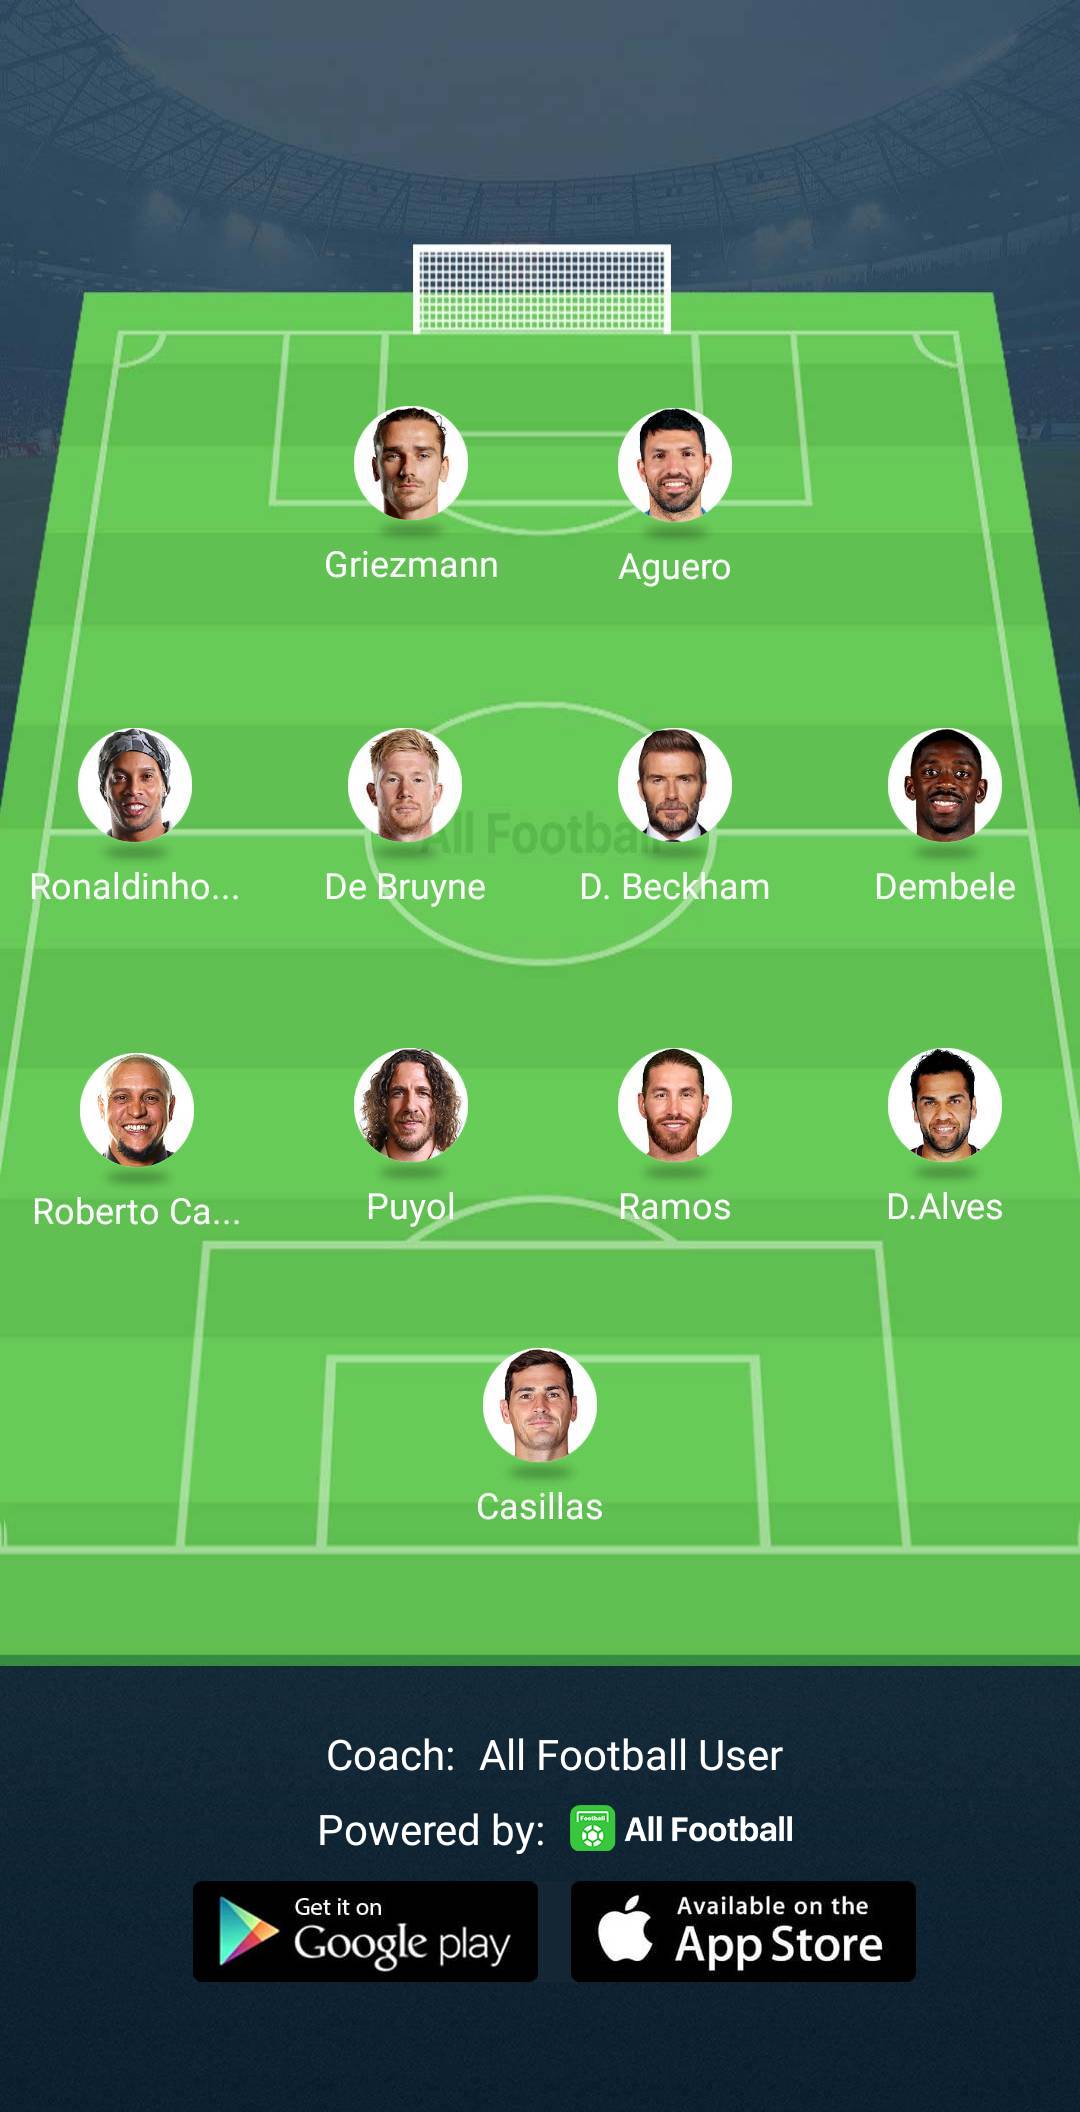 Griezmann
Aguero
All Football
Ronaldinho...
De Bruyne
D. Beckham
Dembele
Roberto Ca...
Puyol
Ramos
D.Alves
Casillas
Coach: All Football User
Powered by: Football All Football
Get it on
Google play
Available on the
App Store